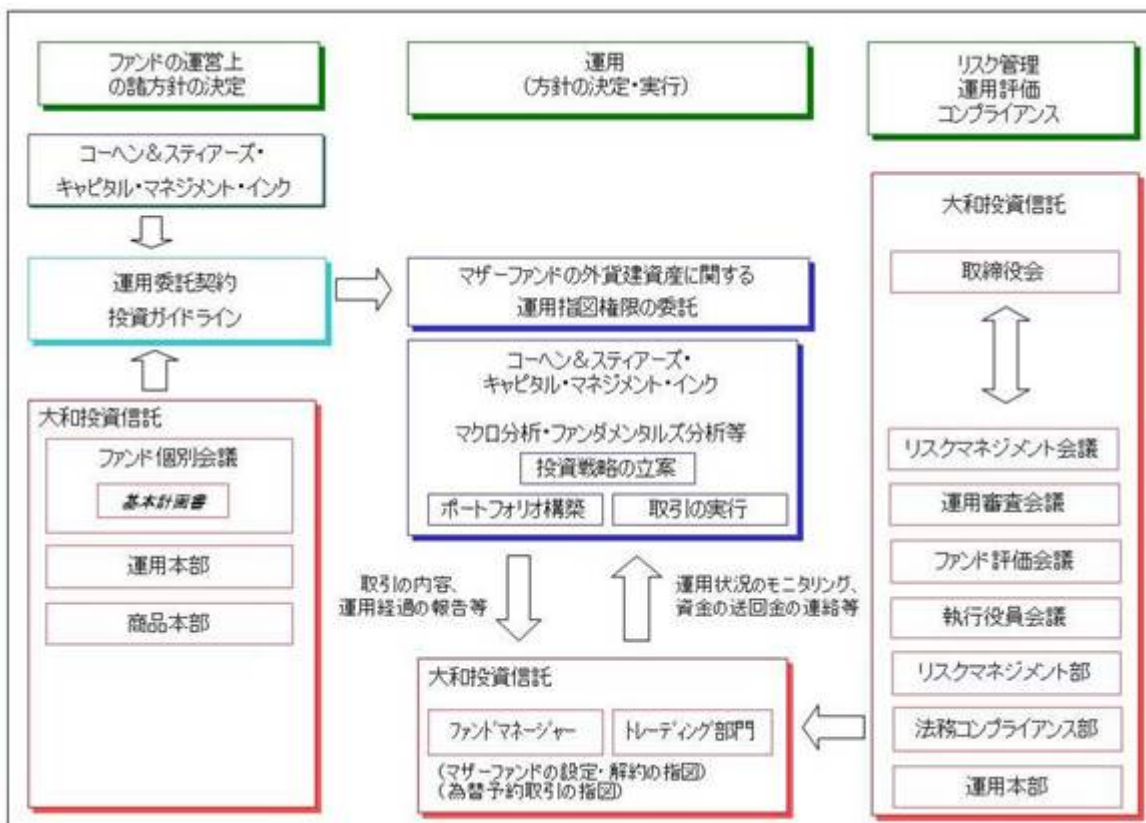 ファンドの運営上
の諸方針の決定
運用
(方針の決定・実行)
リスク管理
運用評価
コンプライアンス
コーヘン&スティアーズ・
キャピタル・マネジメント・インク
運用委託契約
投資ガイドライン
マザーファンドの外貨建資産に関する
運用指図権限の委託
大和投資信託
ファンド個別会議
基本計画書
運用本部
商品本部
コーヘン&スティアーズ・
キャピタル・マネジメント・インク
マクロ分析・ファンダメンタルズ分析等
投資戦略の立案
ポートフォリオ構築
取引の実行
取引の内容、
運用経過の報告等
運用状況のモニタリング、
資金の送回金の連絡等
大和投資信託
ファンドマネージャー
トレーディング部門
(マザーファンドの設定・解約の指図)
(為替予約取引の指図)
大和投資信託
取締役会
リスクマネジメント会議
運用審査会議
ファンド評価会議
執行役員会議
リスクマネジメント部
法務コンプライアンス部
運用本部